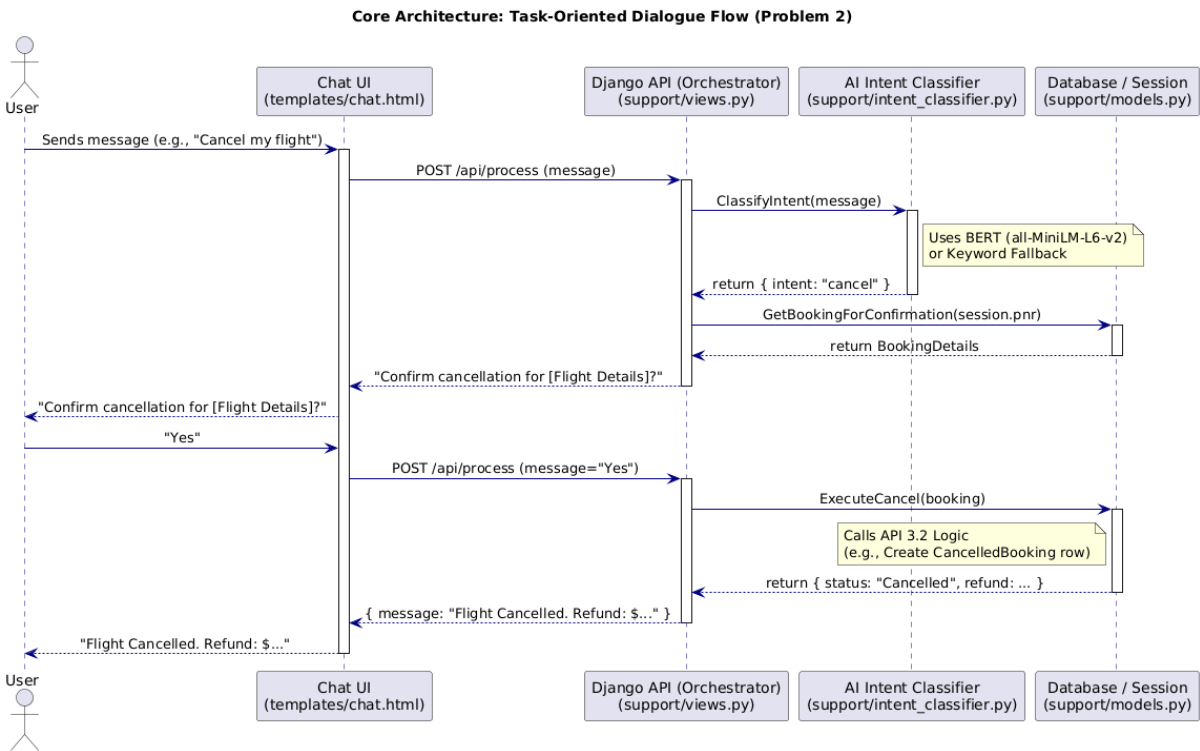 Core Architecture: Task-Oriented Dialogue Flow (Problem 2)
User
Chat UI
(templates/chat.html)
Django API (Orchestrator)
(support/views.py)
AI Intent Classifier
(support/intent_classifier.py)
Database / Session
(support/models.py)
Sends message (e.g., "Cancel my flight")
POST /api/process (message)
ClassifyIntent(message)
Uses BERT (all-MiniLM-L6-v2)
or Keyword Fallback
return { intent: "cancel" }
GetBookingForConfirmation(session.pnr)
return BookingDetails
"Confirm cancellation for [Flight Details]?"
"Confirm cancellation for [Flight Details]?"
"Yes"
POST /api/process (message="Yes")
ExecuteCancel(booking)
Calls API 3.2 Logic
(e.g., Create CancelledBooking row)
return { status: "Cancelled", refund: ... }
{ message: "Flight Cancelled. Refund: $..." }
"Flight Cancelled. Refund: $..."
User
Chat UI
(templates/chat.html)
Django API (Orchestrator)
(support/views.py)
AI Intent Classifier
(support/intent_classifier.py)
Database / Session
(support/models.py)